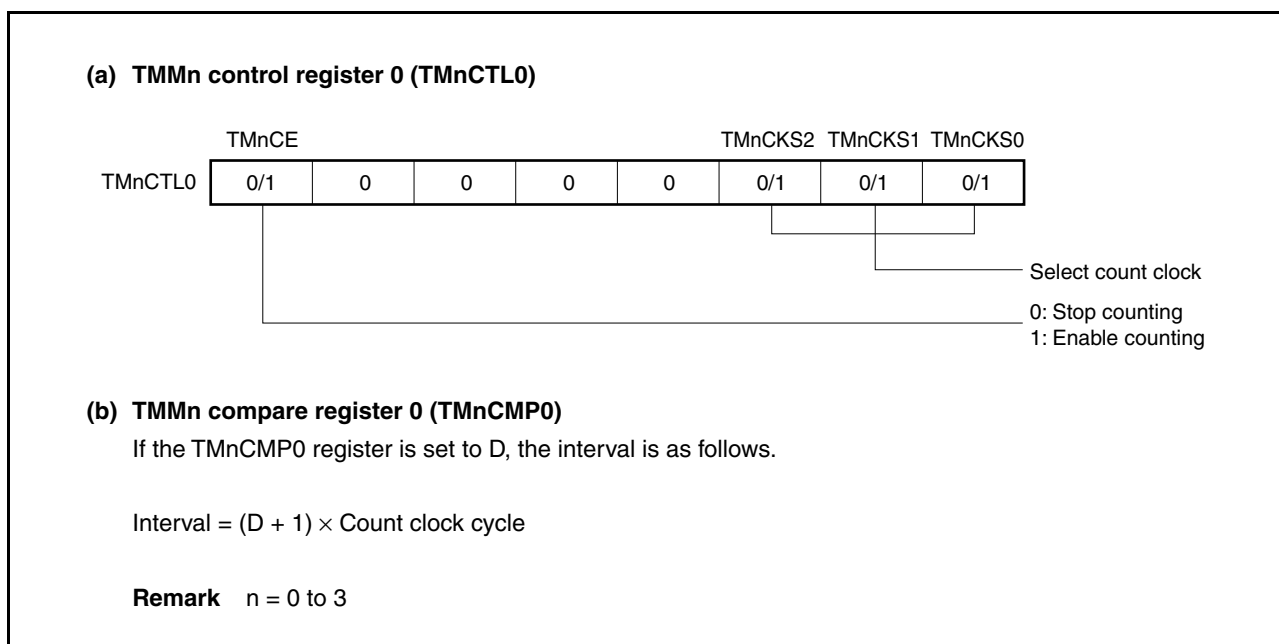 (a) TMMn control register 0 (TMnCTL0)
TMnCE TMnCKS2 TMnCKS1 TMnCKS0
TMnCTL0 0/1 0 0 0 0 0/1 0/1 0/1
Select count clock
0: Stop counting
1: Enable counting
(b) TMMn compare register 0 (TMnCMP0)
If the TMnCMP0 register is set to D, the interval is as follows.
Interval = (D + 1) × Count clock cycle
Remark n = 0 to 3